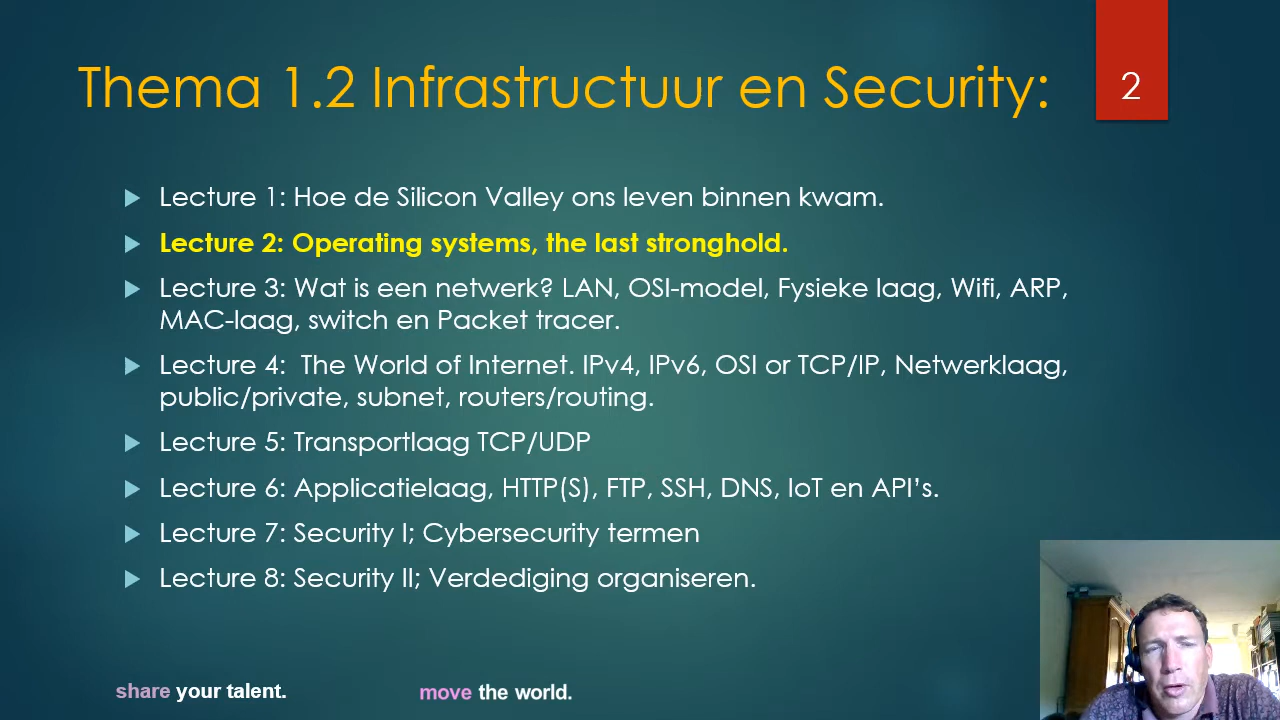 Thema 1.2 Infrastructuur en Security:
2
Lecture 1: Hoe de Silicon Valley ons leven binnen kwam.
Lecture 2: Operating systems, the last stronghold.
Lecture 3: Wat is een netwerk? LAN, OSI-model, Fysieke laag, Wifi, ARP,
MAC-laag, switch en Packet tracer.
Lecture 4:  The World of Internet. IPv4, IPv6, OSI or TCP/IP, Netwerklaag,
public/private, subnet, routers/routing.
Lecture 5: Transportlaag TCP/UDP
Lecture 6: Applicatielaag, HTTP(S), FTP, SSH, DNS, IoT en API’s.
Lecture 7: Security I; Cybersecurity termen
Lecture 8: Security II; Verdediging organiseren.
share your talent.
move the world.